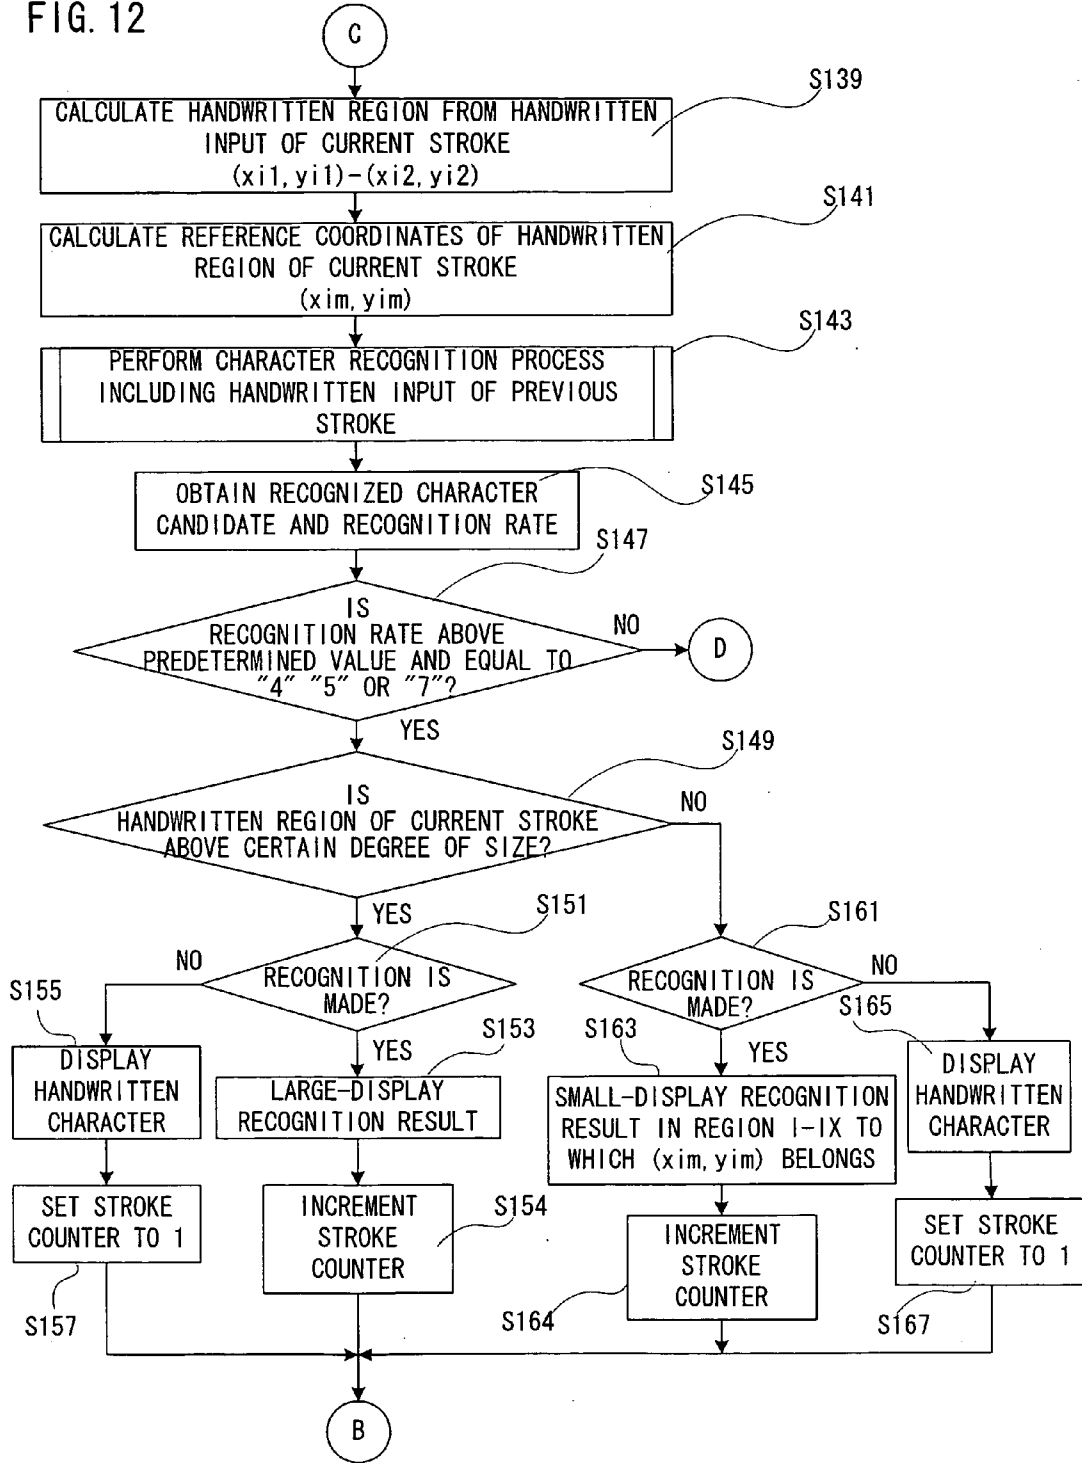 FIG. 12
C
S139
CALCULATE HANDWRITTEN REGION FROM HANDWRITTEN
INPUT OF CURRENT STROKE
(xi1, yi1)-(xi2, yi2)
S141
CALCULATE REFERENCE COORDINATES OF HANDWRITTEN
REGION OF CURRENT STROKE
(xim, yim)
S143
PERFORM CHARACTER RECOGNITION PROCESS
INCLUDING HANDWRITTEN INPUT OF PREVIOUS
STROKE
S145
OBTAIN RECOGNIZED CHARACTER
CANDIDATE AND RECOGNITION RATE
S147
IS
RECOGNITION RATE ABOVE
PREDETERMINED VALUE AND EQUAL TO
"4" "5" OR "7"?
NO
D
YES
S149
IS
HANDWRITTEN REGION OF CURRENT STROKE
ABOVE CERTAIN DEGREE OF SIZE?
NO
YES
S151
RECOGNITION IS
MADE?
NO
YES
S161
RECOGNITION IS
MADE?
NO
YES
S155
DISPLAY
HANDWRITTEN
CHARACTER
S153
LARGE-DISPLAY
RECOGNITION RESULT
S163
SMALL-DISPLAY RECOGNITION
RESULT IN REGION I-IX TO
WHICH (xim, yim) BELONGS
S165
DISPLAY
HANDWRITTEN
CHARACTER
SET STROKE
COUNTER TO 1
S157
INCREMENT
STROKE
COUNTER
S154
INCREMENT
STROKE
COUNTER
S164
SET STROKE
COUNTER TO 1
S167
B